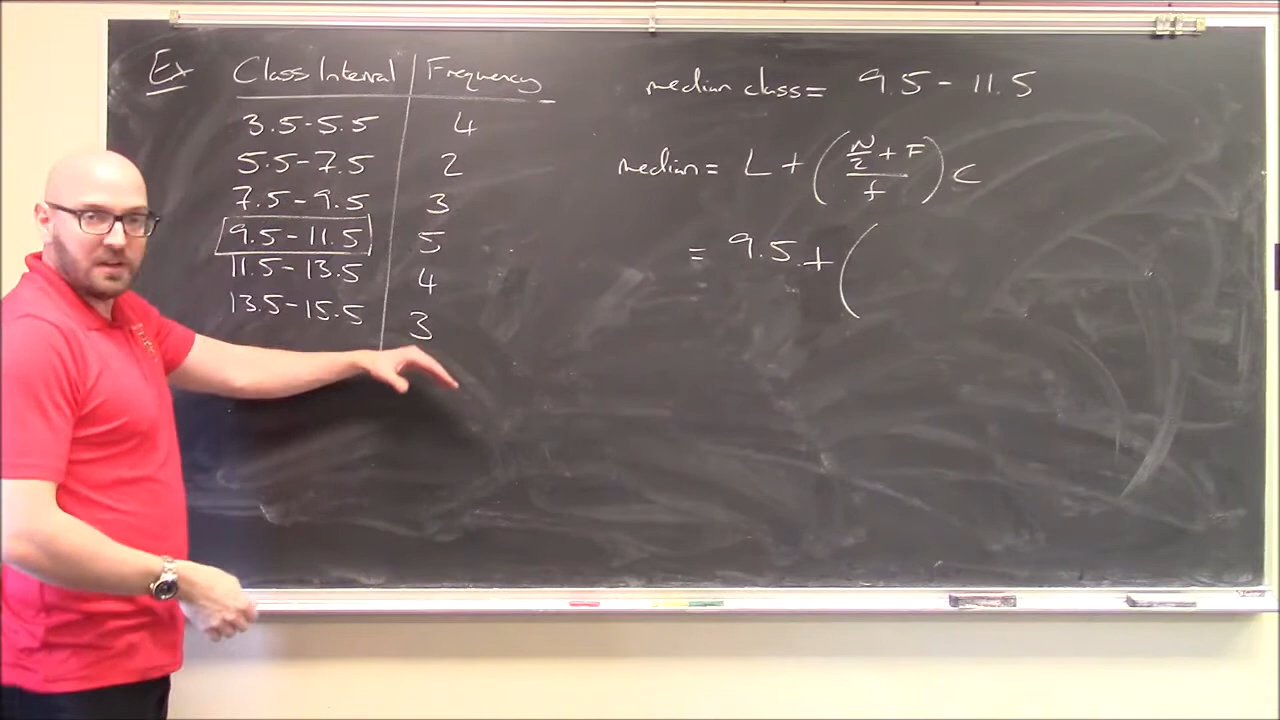 Ex
Class Interval | Frequency
3.5-5.5 | 4
5.5-7.5 | 2
7.5-9.5 | 3
9.5-11.5 | 5
11.5-13.5 | 4
13.5-15.5 | 3
median class= 9.5-11.5
median= L + ( (N/2 + F) / f ) c
= 9.5 + (